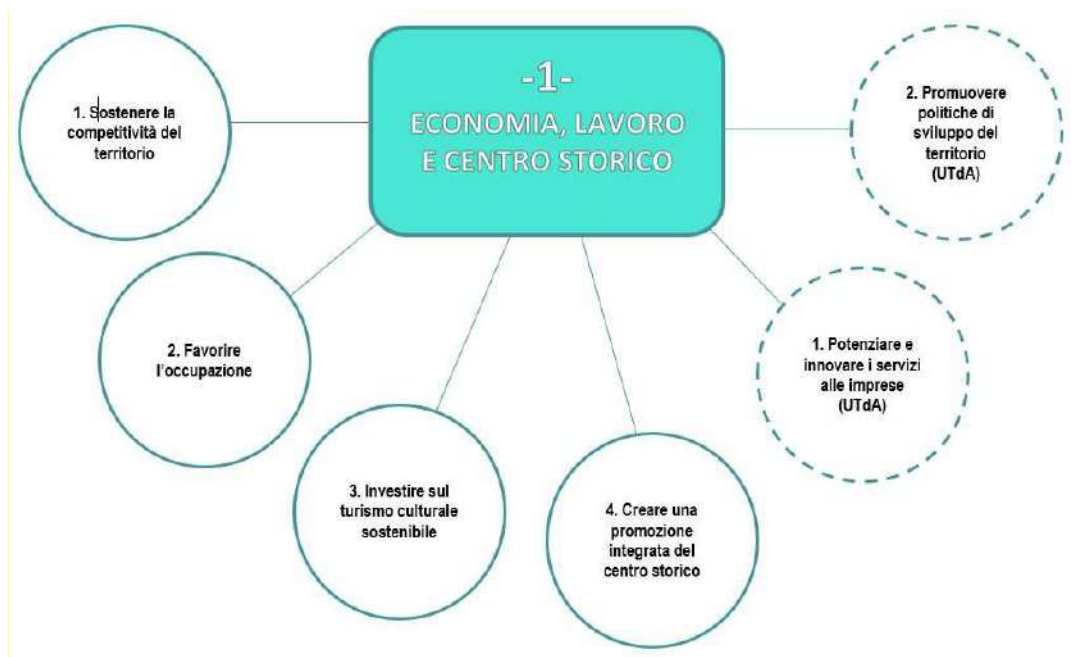 -1-
ECONOMIA, LAVORO
E CENTRO STORICO
1. Sostenere la
competitività del
territorio
2. Favorire
l'occupazione
3. Investire sul
turismo culturale
sostenibile
4. Creare una
promozione
integrata del
centro storico
1. Potenziare e
innovare i servizi
alle imprese
(UTdA)
2. Promuovere
politiche di
sviluppo del
territorio
(UTdA)